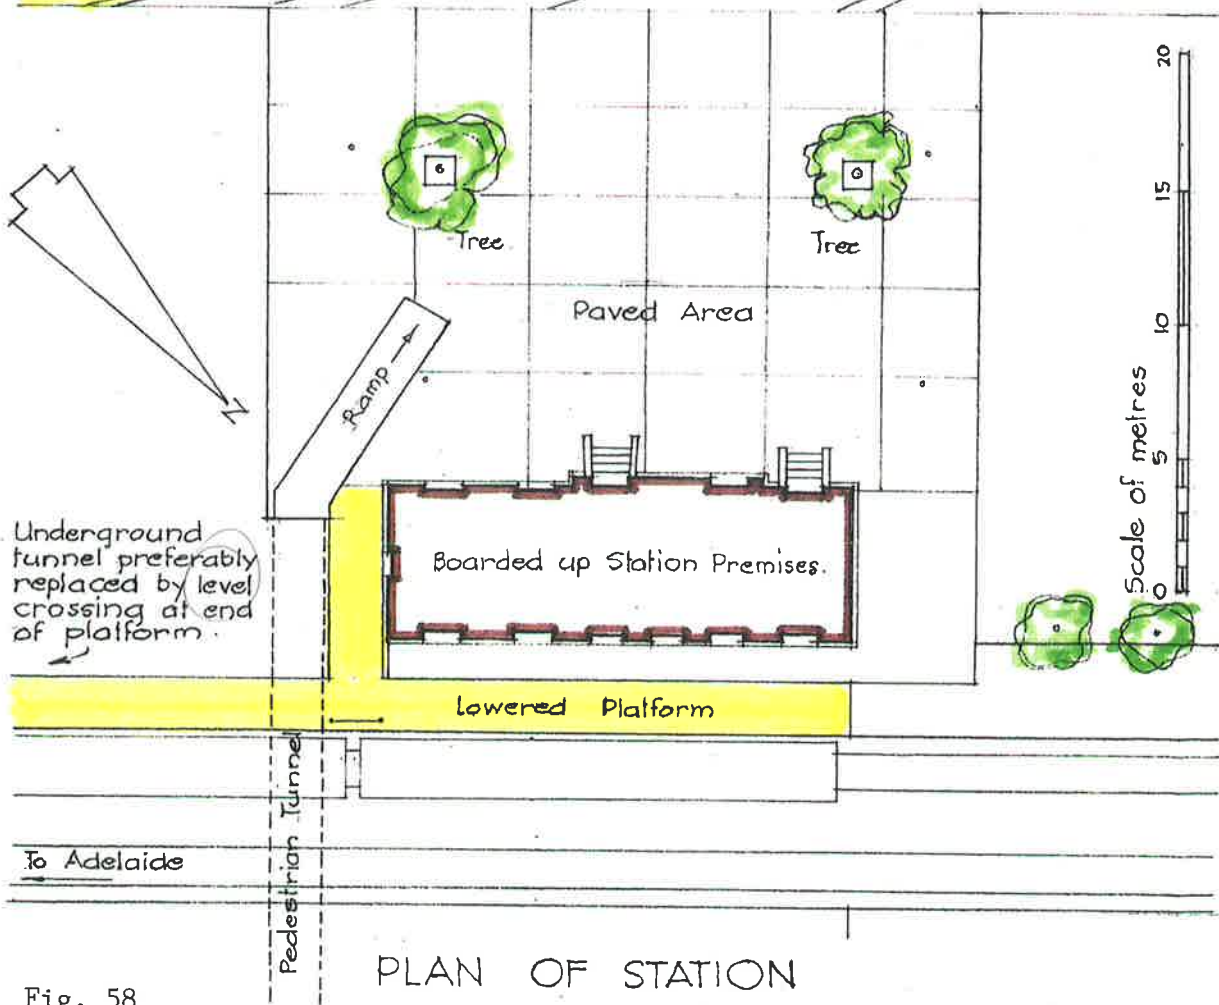 Tree
Tree
Paved Area
Ramp
N
20
15
10
5
0
Scale of metres
Boarded up Station Premises.
Underground
tunnel preferably
replaced by level
crossing at end
of platform.
Lowered Platform
Pedestrian Tunnel
To Adelaide
PLAN OF STATION
Fig. 58